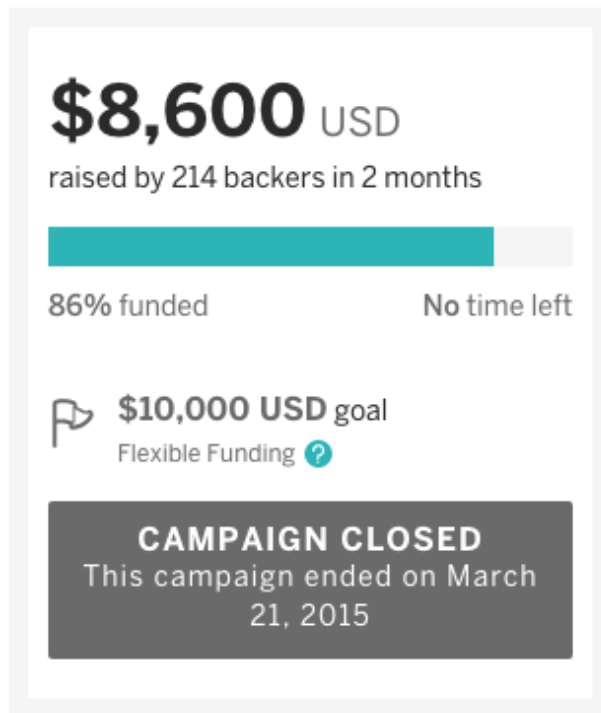 $8,600 USD
raised by 214 backers in 2 months
86% funded No time left
$10,000 USD goal
Flexible Funding ?
CAMPAIGN CLOSED
This campaign ended on March
21, 2015